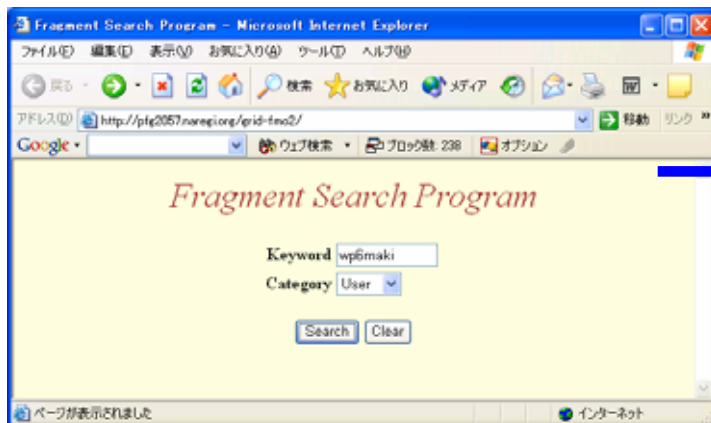 Fragment Search Program - Microsoft Internet Explorer
ファイル(F) 編集(E) 表示(V) お気に入り(A) ツール(T) ヘルプ(H)
戻る 検索 お気に入り メディア
アドレス(D) http://pfg2057.naregi.org/grid-fmo2/ 移動 リンク »
Google ウェブ検索 ブロック数: 238 オプション »
Fragment Search Program
Keyword wp6maki
Category User
Search Clear
ページが表示されました インターネット